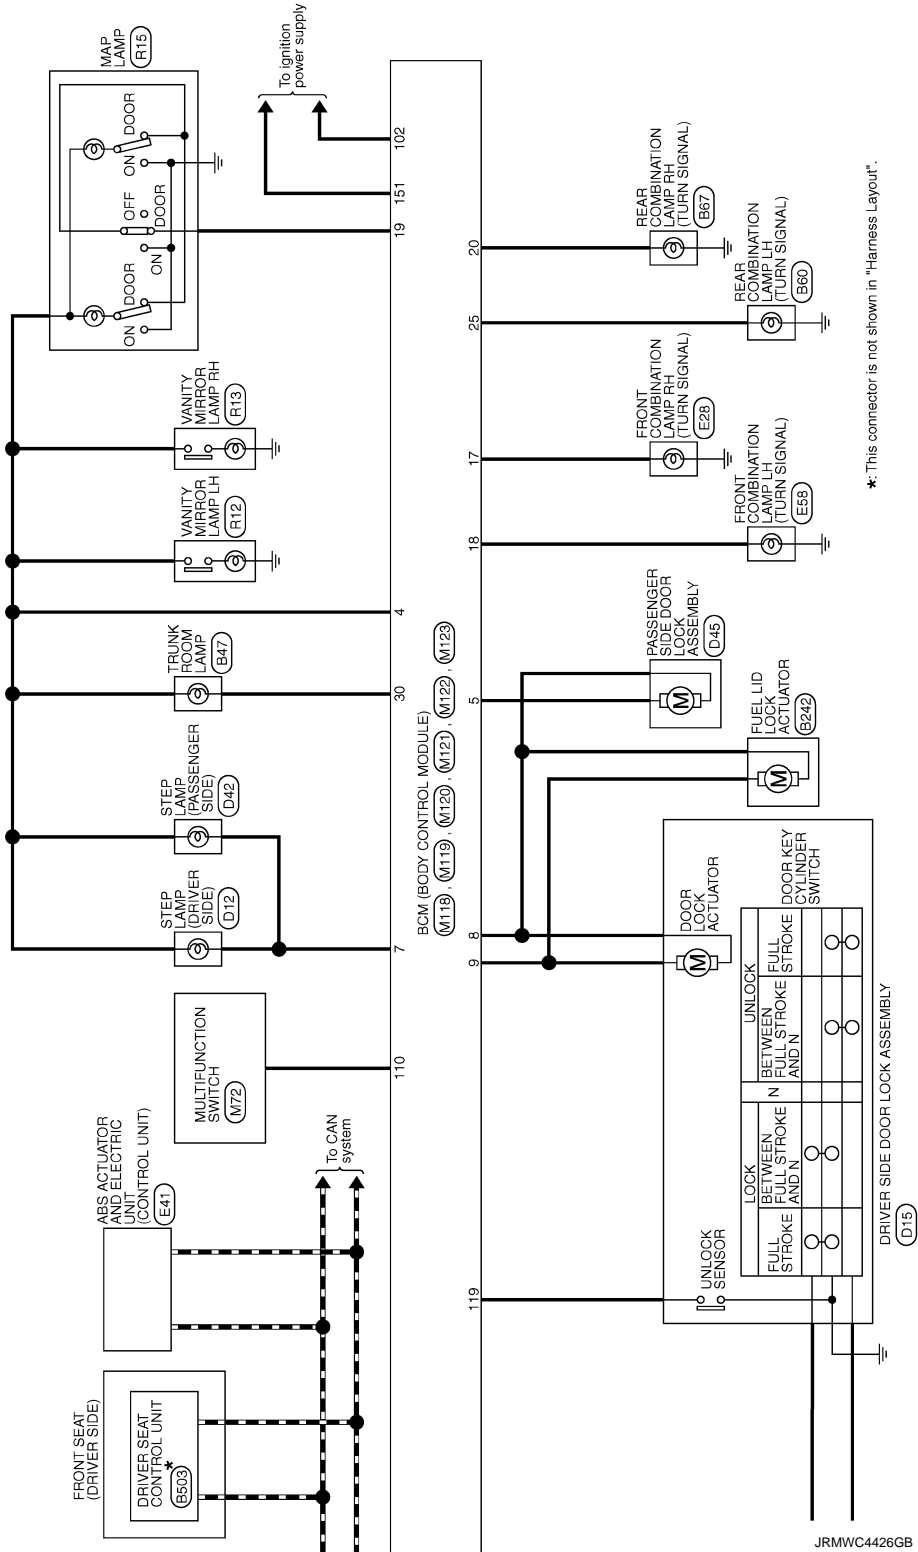 MAP
LAMP
R15
ON
DOOR
ON
OFF
DOOR
ON
DOOR
To ignition
power supply
VANITY
MIRROR
LAMP RH
R13
VANITY
MIRROR
LAMP LH
R12
TRUNK
ROOM
LAMP
B47
STEP
LAMP
(PASSENGER
SIDE)
D42
STEP
LAMP
(DRIVER
SIDE)
D12
MULTIFUNCTION
SWITCH
M72
ABS ACTUATOR
AND ELECTRIC
UNIT
(CONTROL UNIT)
E41
To CAN
system
FRONT SEAT
(DRIVER SIDE)
DRIVER SEAT
CONTROL UNIT
*
B503
110
7
30
4
19
151
102
BCM (BODY CONTROL MODULE)
M118 , M119 , M120 , M121 , M122 , M123
119
9
8
5
18
17
25
20
REAR
COMBINATION
LAMP RH
(TURN SIGNAL)
B67
REAR
COMBINATION
LAMP LH
(TURN SIGNAL)
B60
FRONT
COMBINATION
LAMP RH
(TURN SIGNAL)
E28
FRONT
COMBINATION
LAMP LH
(TURN SIGNAL)
E58
PASSENGER
SIDE DOOR
LOCK
ASSEMBLY
D45
M
FUEL LID
LOCK
ACTUATOR
B242
M
DOOR
LOCK
ACTUATOR
M
UNLOCK
SENSOR
DOOR KEY
CYLINDER
SWITCH
LOCK
N
UNLOCK
FULL
STROKE
BETWEEN
FULL STROKE
AND N
BETWEEN
FULL STROKE
AND N
FULL
STROKE
DRIVER SIDE DOOR LOCK ASSEMBLY
D15
*: This connector is not shown in "Harness Layout".
JRMWC4426GB